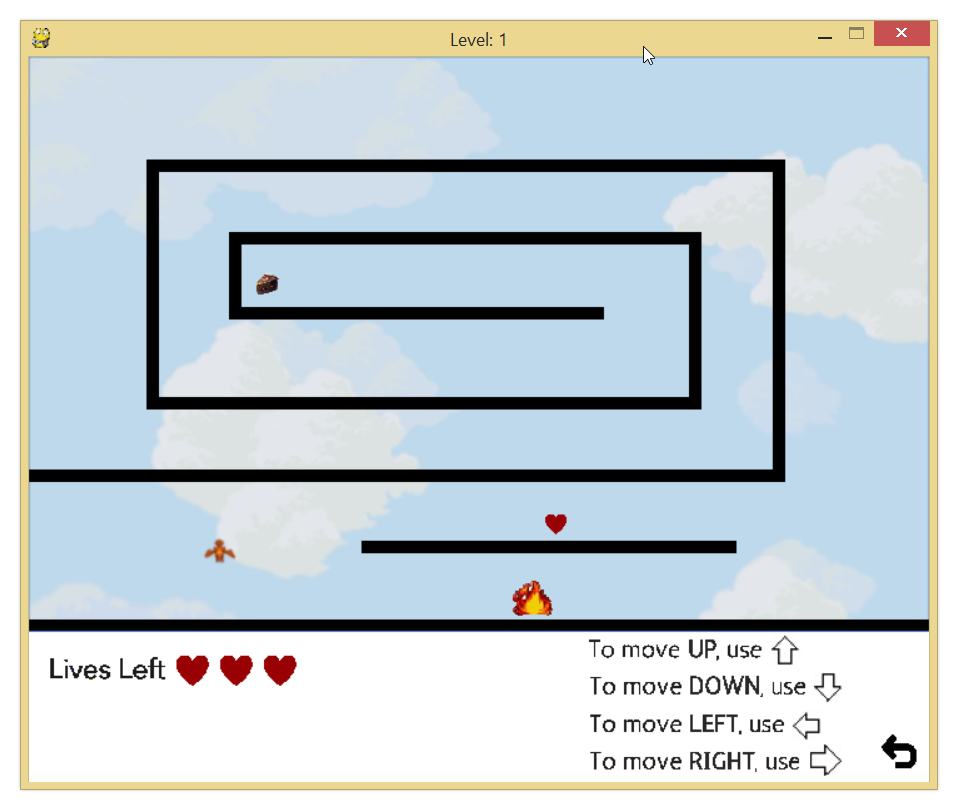 Level: 1
Lives Left
To move UP, use
To move DOWN, use
To move LEFT, use
To move RIGHT, use